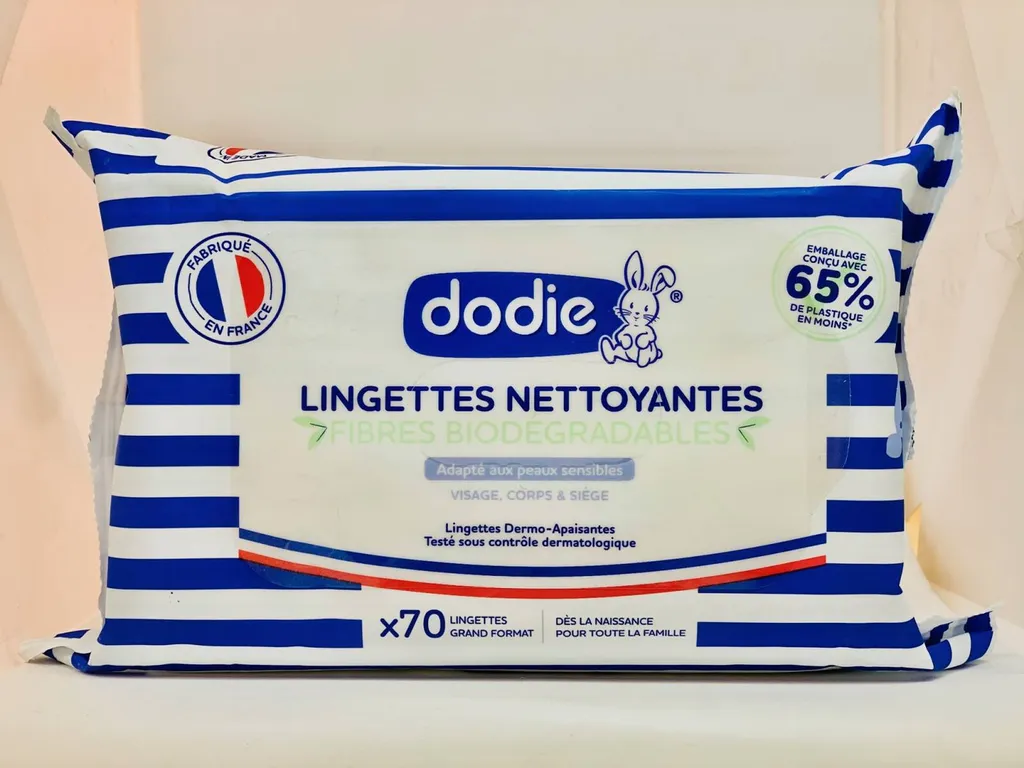 FABRIQUÉ
EN FRANCE
dodie®
EMBALLAGE
CONÇU AVEC
65%
DE PLASTIQUE
EN MOINS*
LINGETTES NETTOYANTES
FIBRES BIODEGRADABLES
Adapté aux peaux sensibles
VISAGE, CORPS & SIÈGE
Lingettes Dermo-Apaisantes
Testé sous contrôle dermatologique
x70 LINGETTES
GRAND FORMAT
DÈS LA NAISSANCE
POUR TOUTE LA FAMILLE